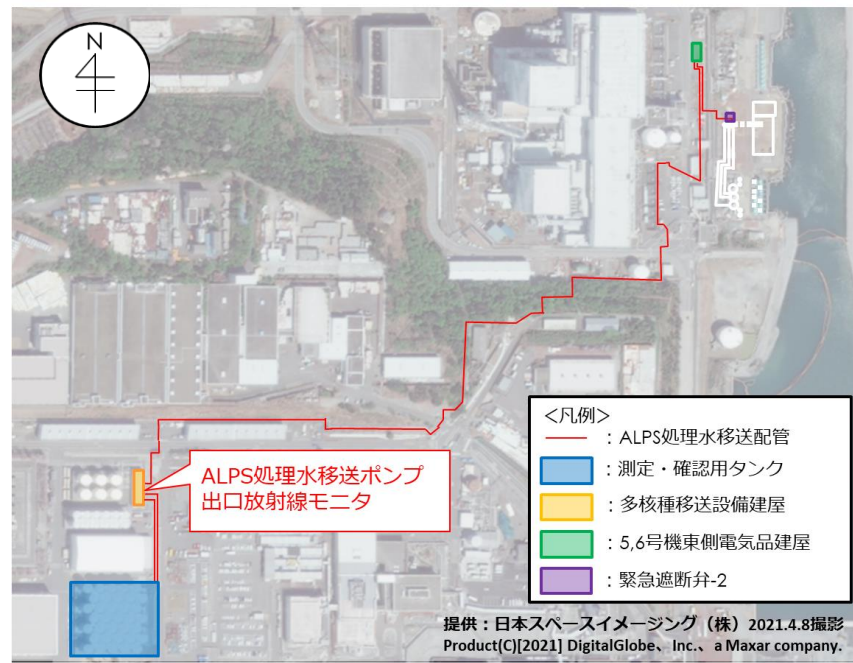 N
ALPS処理水移送ポンプ
出口放射線モニタ
<凡例>
：ALPS処理水移送配管
：測定・確認用タンク
：多核種移送設備建屋
：5,6号機東側電気品建屋
：緊急遮断弁-2
提供：日本スペースイメージング（株）2021.4.8撮影
Product(C)[2021] DigitalGlobe、Inc.、a Maxar company.